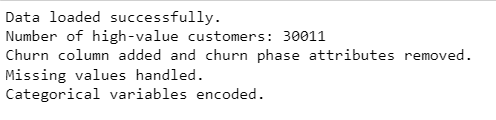 Data loaded successfully.
Number of high-value customers: 30011
Churn column added and churn phase attributes removed.
Missing values handled.
Categorical variables encoded.